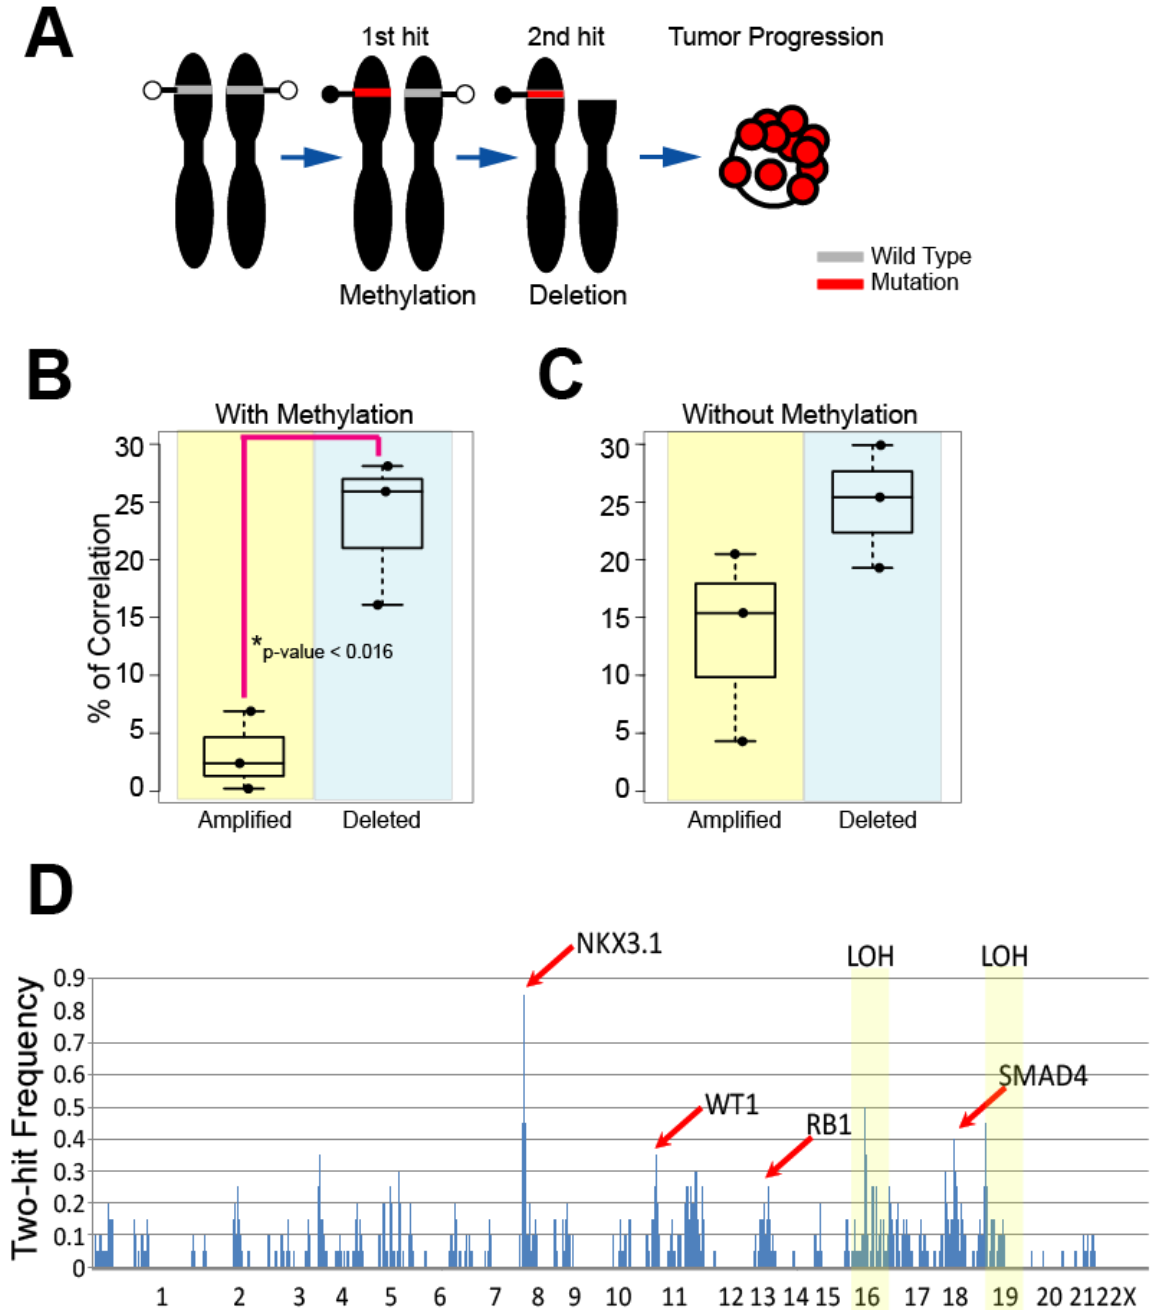 A
1st hit
2nd hit
Tumor Progression
Wild Type
Mutation
Methylation
Deletion
B
C
With Methylation
Without Methylation
% of Correlation
30
25
20
15
10
5
0
*p-value < 0.016
Amplified
Deleted
30
25
20
15
10
5
0
Amplified
Deleted
D
NKX3.1
LOH
LOH
Two-hit Frequency
0.9
0.8
0.7
0.6
0.5
0.4
0.3
0.2
0.1
0
SMAD4
WT1
RB1
1 2 3 4 5 6 7 8 9 10 11 12 13 14 15 16 17 18 19 20 2122X